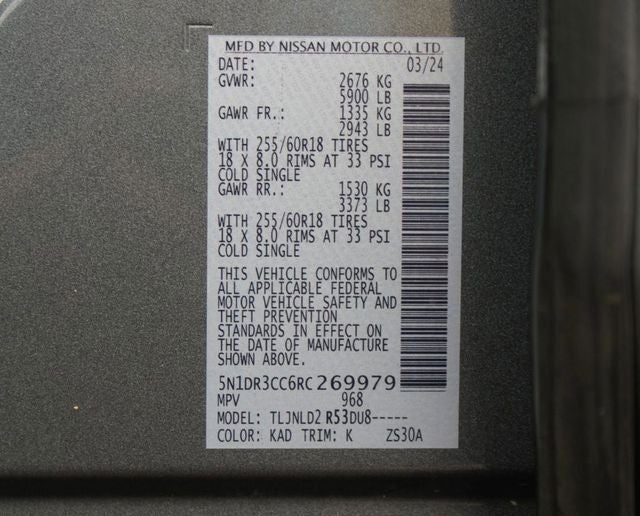 MFD BY NISSAN MOTOR CO., LTD.
DATE: 03/24
GVWR: 2676 KG
5900 LB
GAWR FR.: 1335 KG
2943 LB
WITH 255/60R18 TIRES
18 X 8.0 RIMS AT 33 PSI
COLD SINGLE
GAWR RR.: 1530 KG
3373 LB
WITH 255/60R18 TIRES
18 X 8.0 RIMS AT 33 PSI
COLD SINGLE
THIS VEHICLE CONFORMS TO
ALL APPLICABLE FEDERAL
MOTOR VEHICLE SAFETY AND
THEFT PREVENTION
STANDARDS IN EFFECT ON
THE DATE OF MANUFACTURE
SHOWN ABOVE.
5N1DR3CC6RC269979
MPV 968
MODEL: TLJNLD2 R53DU8-----
COLOR: KAD TRIM: K ZS30A